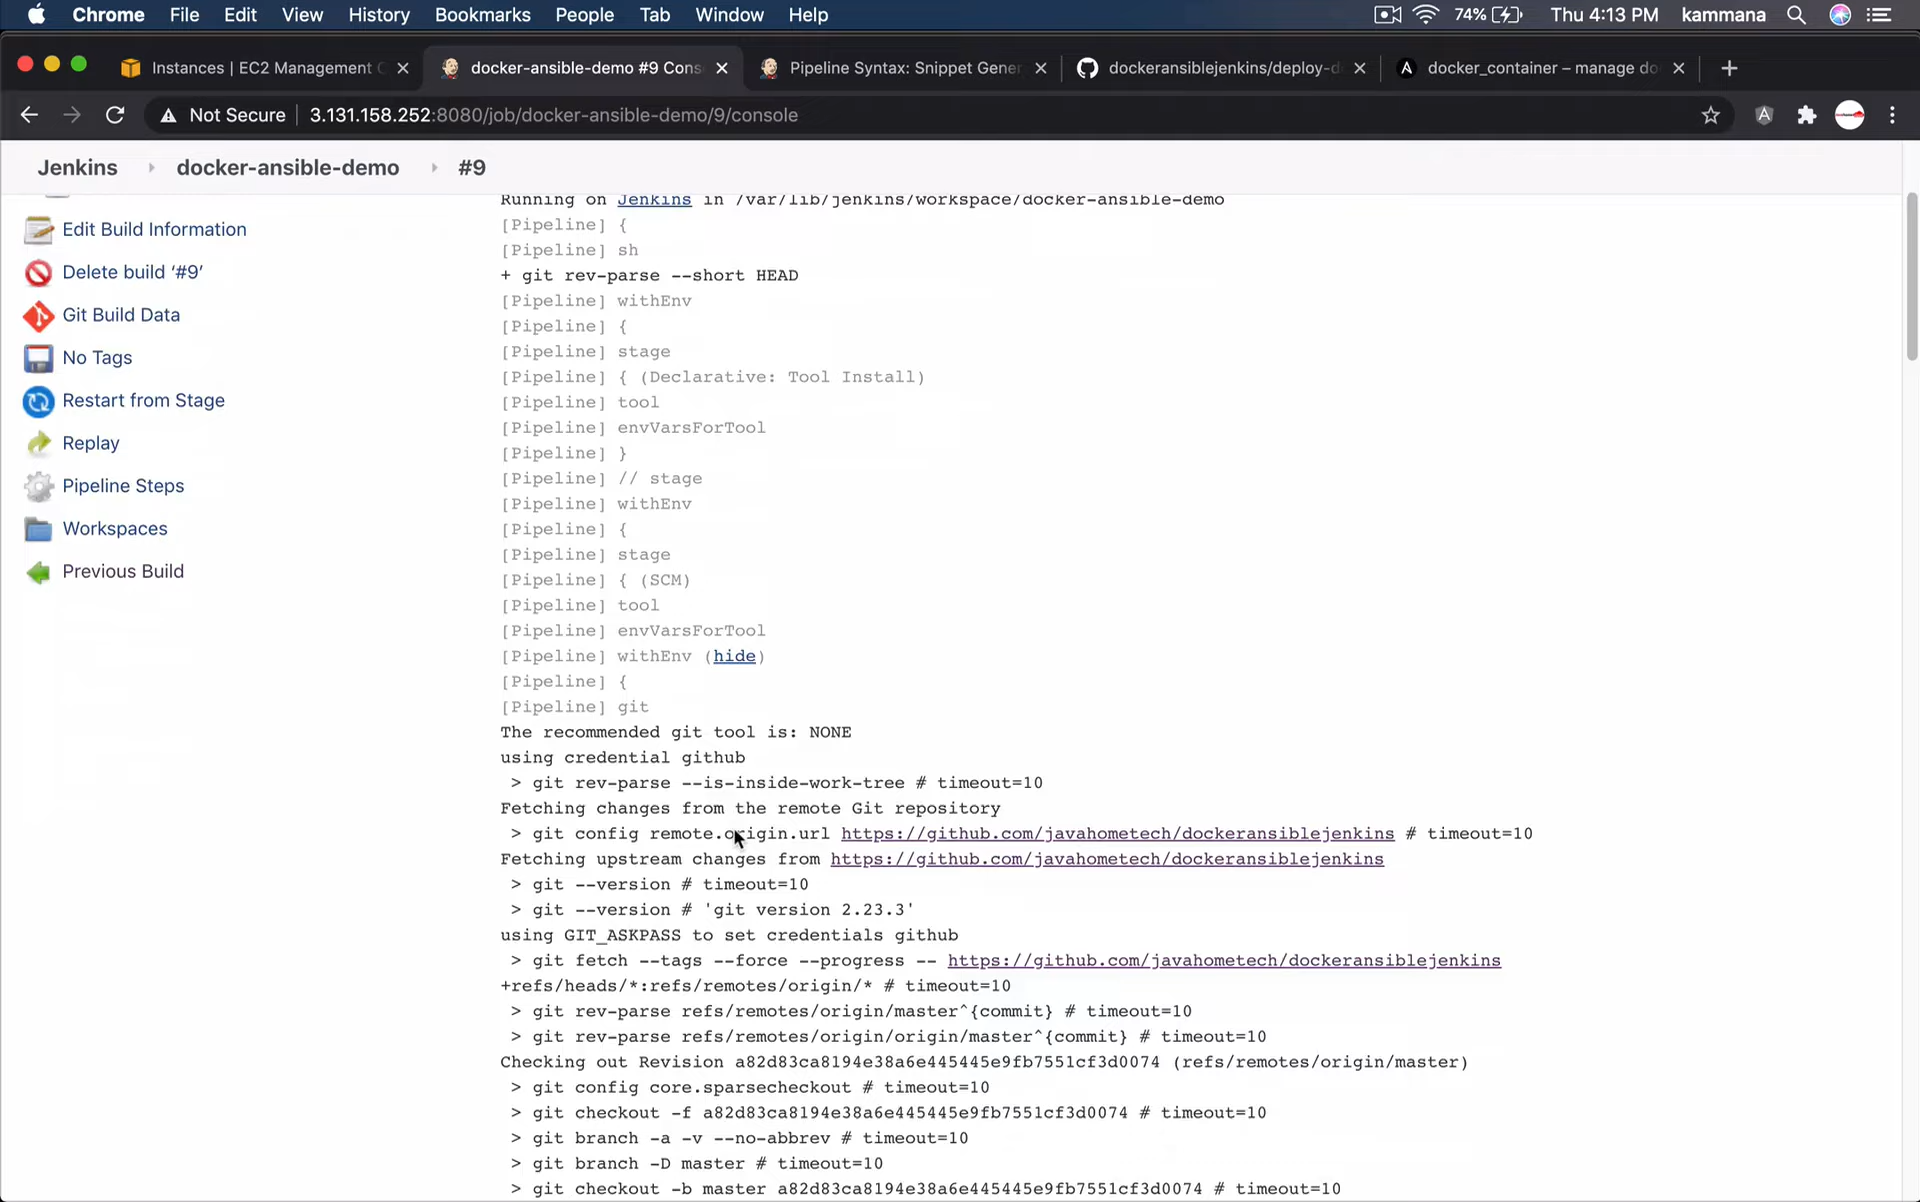 Chrome File Edit View History Bookmarks People Tab Window Help 74% Thu 4:13 PM kammana
Instances | EC2 Management C
docker-ansible-demo #9 Cons
Pipeline Syntax: Snippet Gener
dockeransiblejenkins/deploy-d
docker_container – manage do
Not Secure 3.131.158.252:8080/job/docker-ansible-demo/9/console
Jenkins docker-ansible-demo #9
Edit Build Information
Delete build ‘#9’
Git Build Data
No Tags
Restart from Stage
Replay
Pipeline Steps
Workspaces
Previous Build
Running on Jenkins in /var/lib/jenkins/workspace/docker-ansible-demo
[Pipeline] {
[Pipeline] sh
+ git rev-parse --short HEAD
[Pipeline] withEnv
[Pipeline] {
[Pipeline] stage
[Pipeline] { (Declarative: Tool Install)
[Pipeline] tool
[Pipeline] envVarsForTool
[Pipeline] }
[Pipeline] // stage
[Pipeline] withEnv
[Pipeline] {
[Pipeline] stage
[Pipeline] { (SCM)
[Pipeline] tool
[Pipeline] envVarsForTool
[Pipeline] withEnv (hide)
[Pipeline] {
[Pipeline] git
The recommended git tool is: NONE
using credential github
> git rev-parse --is-inside-work-tree # timeout=10
Fetching changes from the remote Git repository
> git config remote.origin.url https://github.com/javahometech/dockeransiblejenkins # timeout=10
Fetching upstream changes from https://github.com/javahometech/dockeransiblejenkins
> git --version # timeout=10
> git --version # 'git version 2.23.3'
using GIT_ASKPASS to set credentials github
> git fetch --tags --force --progress -- https://github.com/javahometech/dockeransiblejenkins
+refs/heads/*:refs/remotes/origin/* # timeout=10
> git rev-parse refs/remotes/origin/master^{commit} # timeout=10
> git rev-parse refs/remotes/origin/origin/master^{commit} # timeout=10
Checking out Revision a82d83ca8194e38a6e445445e9fb7551cf3d0074 (refs/remotes/origin/master)
> git config core.sparsecheckout # timeout=10
> git checkout -f a82d83ca8194e38a6e445445e9fb7551cf3d0074 # timeout=10
> git branch -a -v --no-abbrev # timeout=10
> git branch -D master # timeout=10
> git checkout -b master a82d83ca8194e38a6e445445e9fb7551cf3d0074 # timeout=10